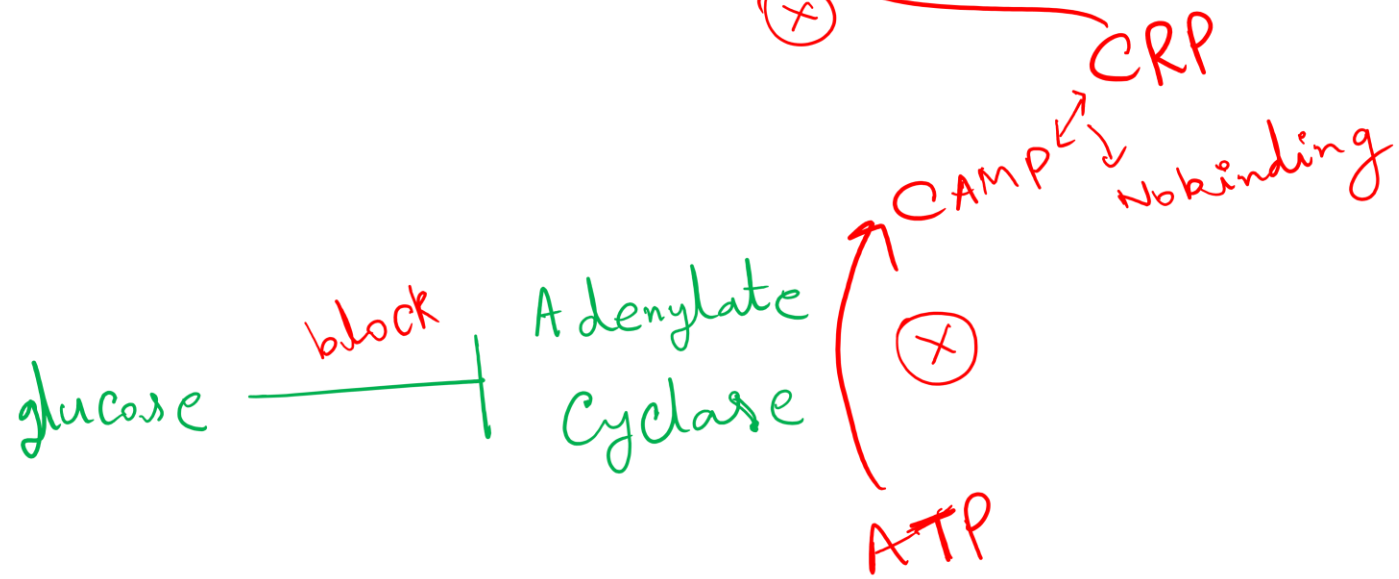 CRP
CAMP
No binding
block
Adenylate
Cyclase
glucose
ATP